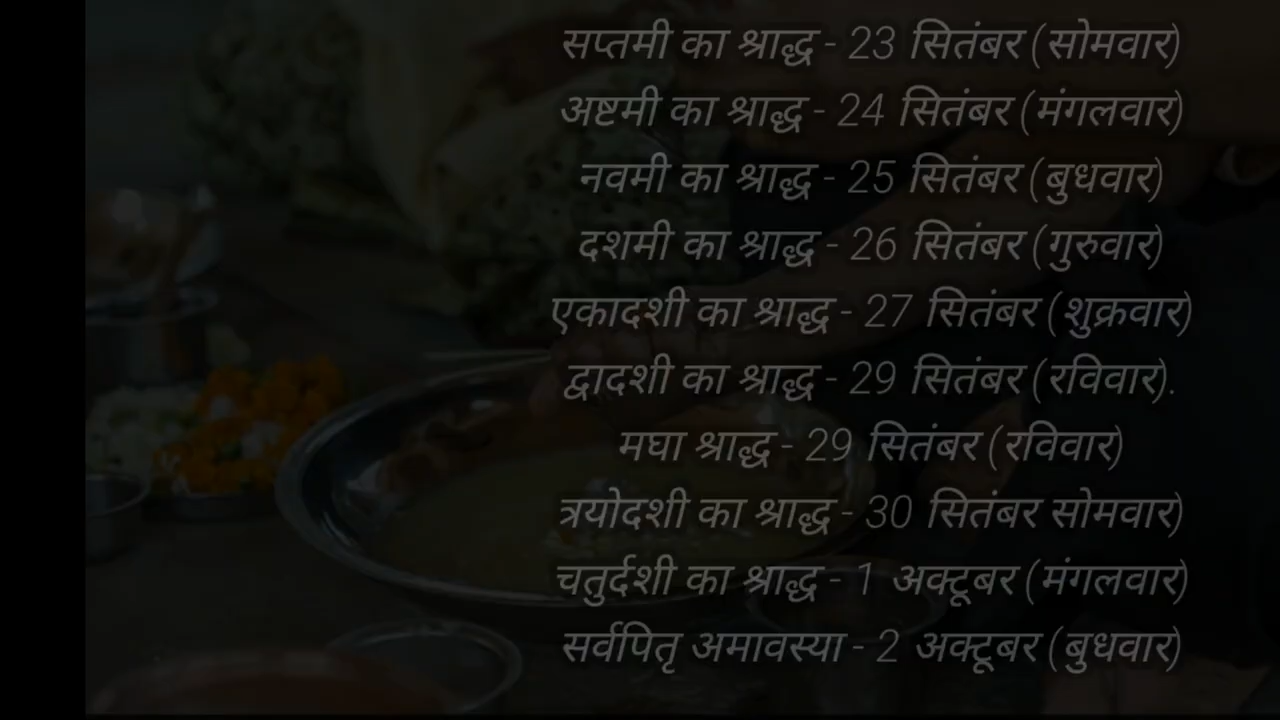 सप्तमी का श्राद्ध - 23 सितंबर (सोमवार)
अष्टमी का श्राद्ध - 24 सितंबर (मंगलवार)
नवमी का श्राद्ध - 25 सितंबर (बुधवार)
दशमी का श्राद्ध - 26 सितंबर (गुरुवार)
एकादशी का श्राद्ध - 27 सितंबर (शुक्रवार)
द्वादशी का श्राद्ध - 29 सितंबर (रविवार).
मघा श्राद्ध - 29 सितंबर (रविवार)
त्रयोदशी का श्राद्ध - 30 सितंबर सोमवार)
चतुर्दशी का श्राद्ध - 1 अक्टूबर (मंगलवार)
सर्वपितृ अमावस्या - 2 अक्टूबर (बुधवार)